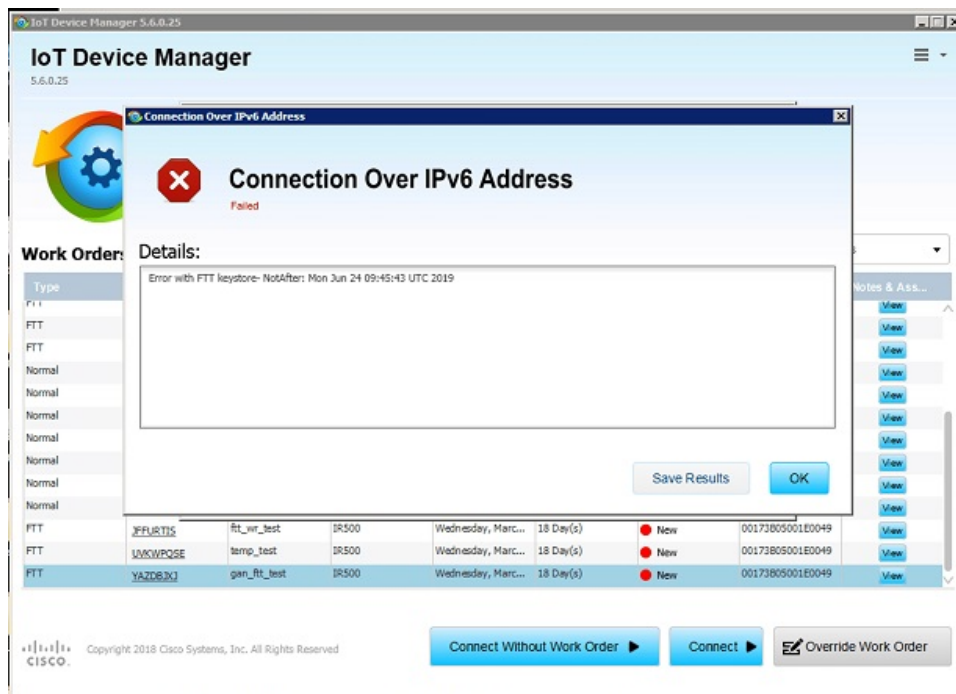 IoT Device Manager 5.6.0.25
IoT Device Manager
5.6.0.25
Connection Over IPv6 Address
Connection Over IPv6 Address
Failed
Work Orders
Details:
Error with FTT keystore- NotAfter: Mon Jun 24 09:45:43 UTC 2019
Type Notes & Ass...
FTT View
FTT View
FTT View
Normal View
Normal View
Normal View
Normal View
Normal View
Normal View
Normal View
Save Results OK
FTT JFFURTIS ftt_wr_test IR500 Wednesday, Marc... 18 Day(s) New 00173B05001E0049 View
FTT UVKWPQSE temp_test IR500 Wednesday, Marc... 18 Day(s) New 00173B05001E0049 View
FTT YAZDBJXJ gan_ftt_test IR500 Wednesday, Marc... 18 Day(s) New 00173B05001E0049 View
Connect Without Work Order Connect Override Work Order
CISCO. Copyright 2018 Cisco Systems, Inc. All Rights Reserved